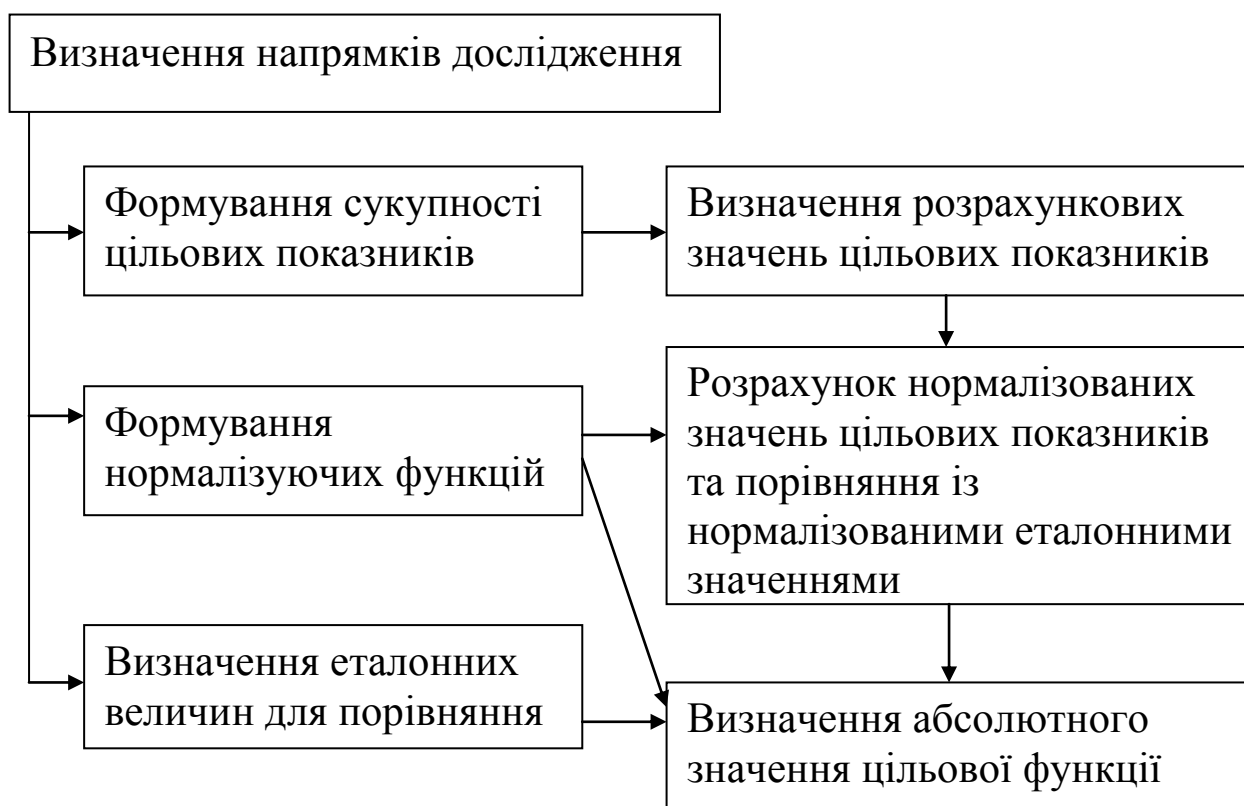 Визначення напрямків дослідження
Формування сукупності
цільових показників
Визначення розрахункових
значень цільових показників
Формування
нормалізуючих функцій
Розрахунок нормалізованих
значень цільових показників
та порівняння із
нормалізованими еталонними
значеннями
Визначення еталонних
величин для порівняння
Визначення абсолютного
значення цільової функції